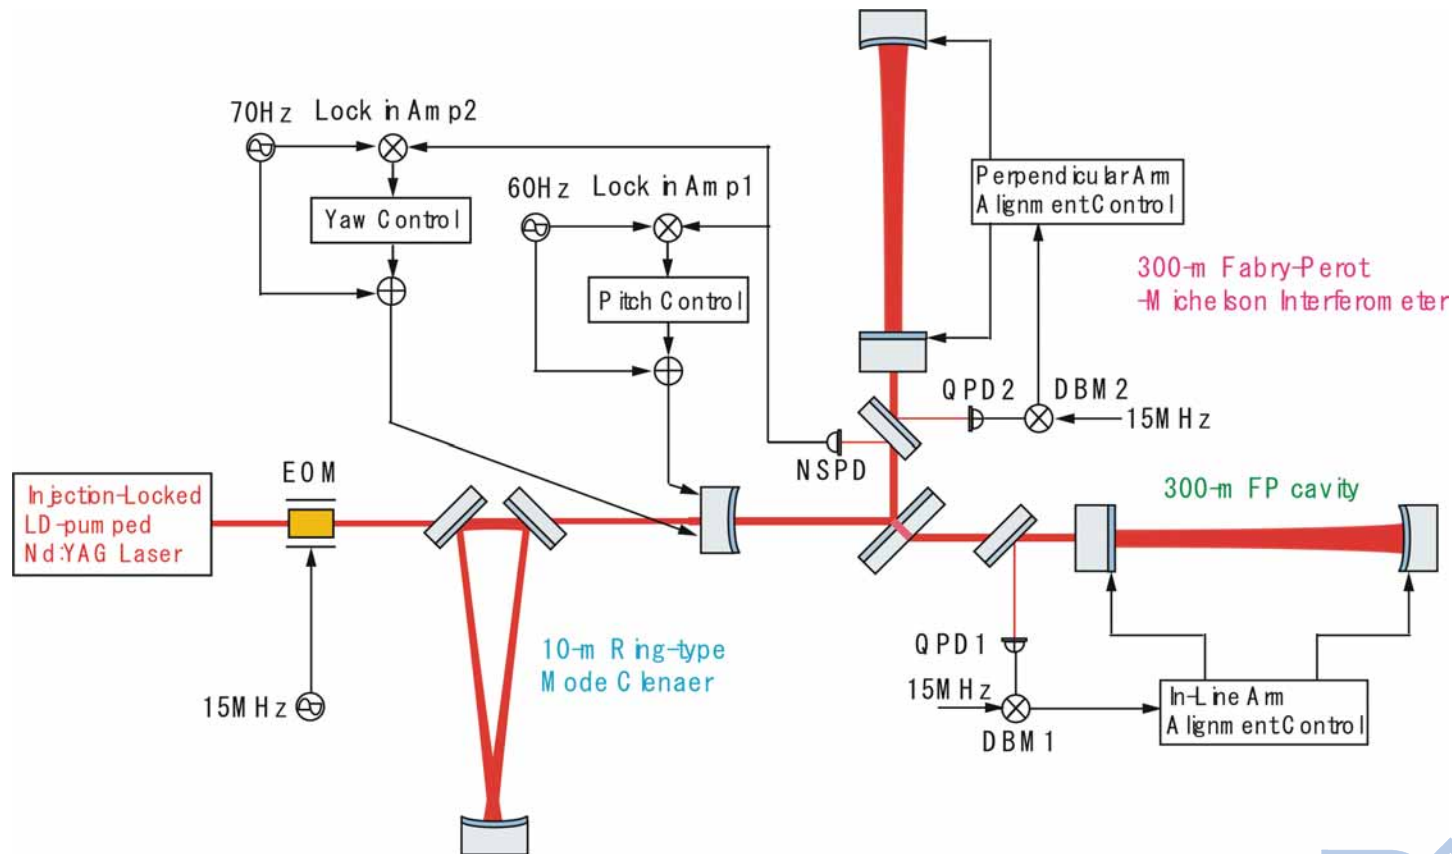 70Hz Lock in Amp2
60Hz Lock in Amp1
Yaw Control
Pitch Control
Perpendicular Arm
Alignment Control
300-m Fabry-Perot
-Michelson Interferometer
QPD2 DBM2
15MHz
NSPD
EOM
Injection-Locked
LD-pumped
Nd:YAG Laser
300-m FP cavity
10-m Ring-type
Mode Clenaer
QPD1
15MHz
15MHz
DBM1
In-Line Arm
Alignment Control